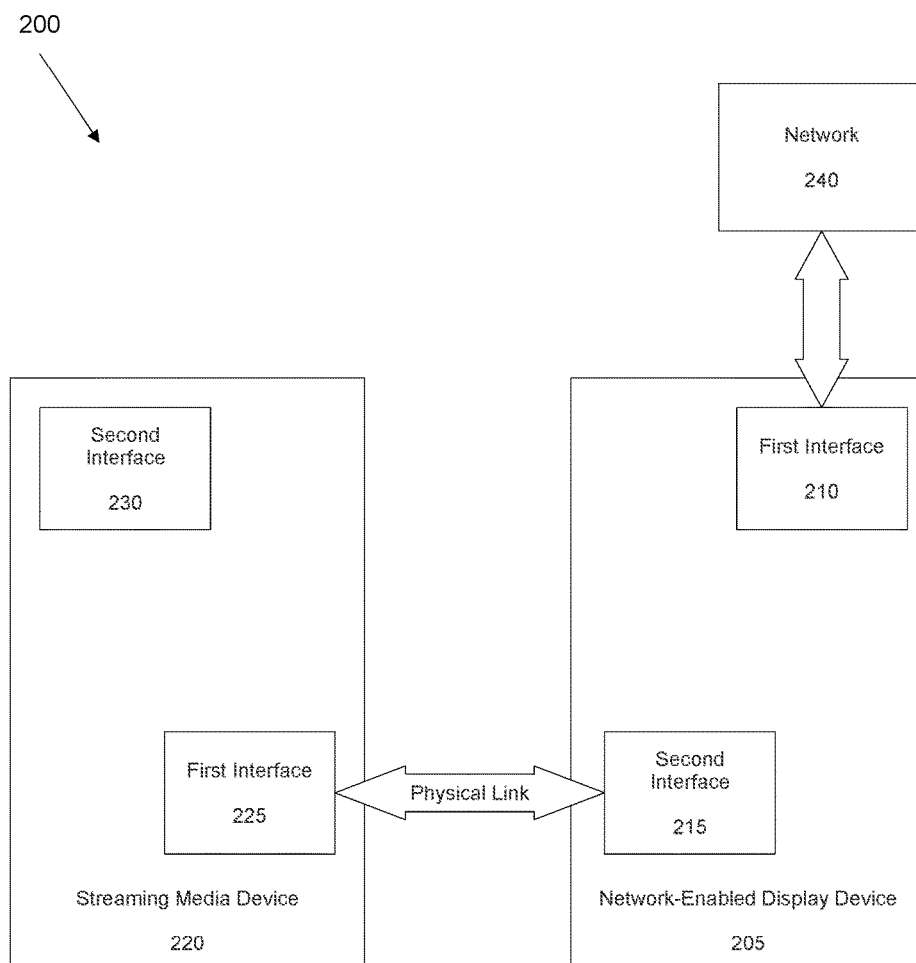 200
Network
240
Second
Interface
230
First Interface
210
First Interface
225
Physical Link
Second
Interface
215
Streaming Media Device
220
Network-Enabled Display Device
205